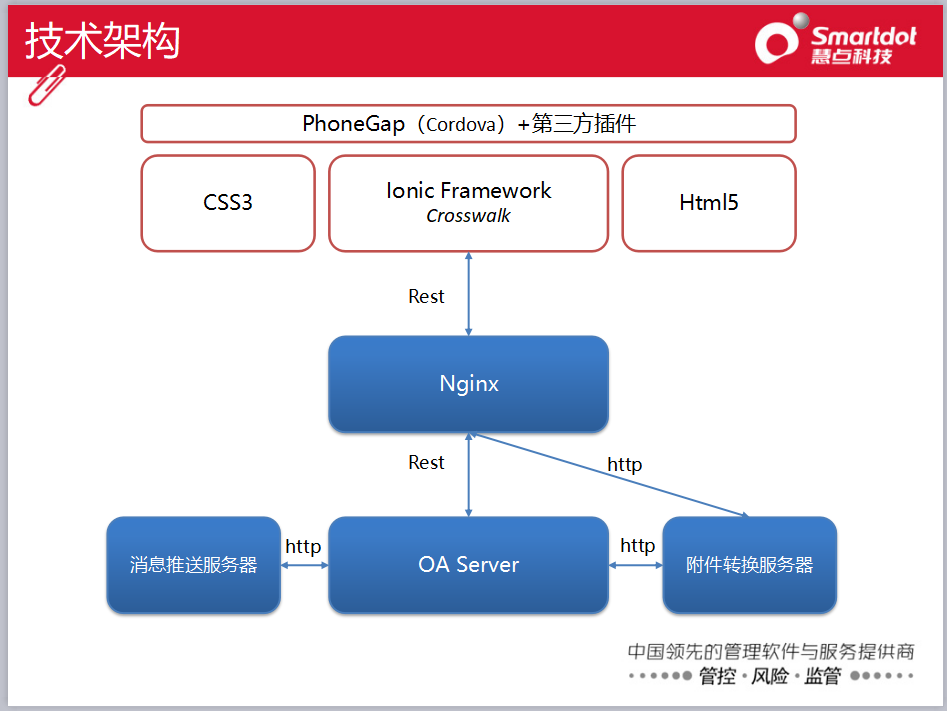 技术架构
Smartdot
慧点科技
PhoneGap（Cordova）+第三方插件
CSS3
Ionic Framework
Crosswalk
Html5
Rest
Nginx
Rest
http
消息推送服务器
http
OA Server
http
附件转换服务器
中国领先的管理软件与服务提供商
管控·风险·监管